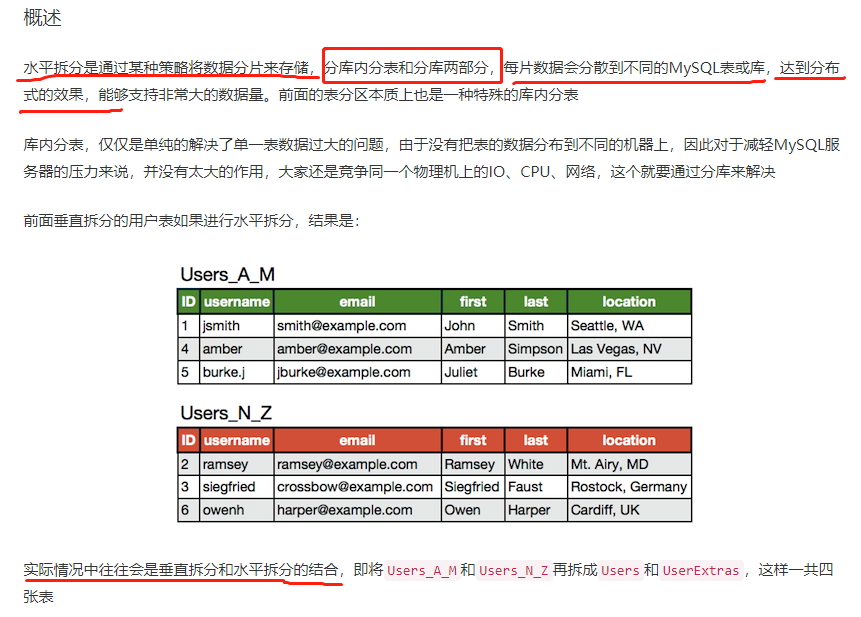 概述
水平拆分是通过某种策略将数据分片来存储，分库内分表和分库两部分，每片数据会分散到不同的MySQL表或库，达到分布
式的效果，能够支持非常大的数据量。前面的表分区本质上也是一种特殊的库内分表
库内分表，仅仅是单纯的解决了单一表数据过大的问题，由于没有把表的数据分布到不同的机器上，因此对于减轻MySQL服
务器的压力来说，并没有太大的作用，大家还是竞争同一个物理机上的IO、CPU、网络，这个就要通过分库来解决
前面垂直拆分的用户表如果进行水平拆分，结果是：
Users_A_M
ID username email first last location
1 jsmith smith@example.com John Smith Seattle, WA
4 amber amber@example.com Amber Simpson Las Vegas, NV
5 burke.j jburke@example.com Juliet Burke Miami, FL
Users_N_Z
ID username email first last location
2 ramsey ramsey@example.com Ramsey White Mt. Airy, MD
3 siegfried crossbow@example.com Siegfried Faust Rostock, Germany
6 owenh harper@example.com Owen Harper Cardiff, UK
实际情况中往往会是垂直拆分和水平拆分的结合，即将 Users_A_M 和 Users_N_Z 再拆成 Users 和 UserExtras ，这样一共四
张表